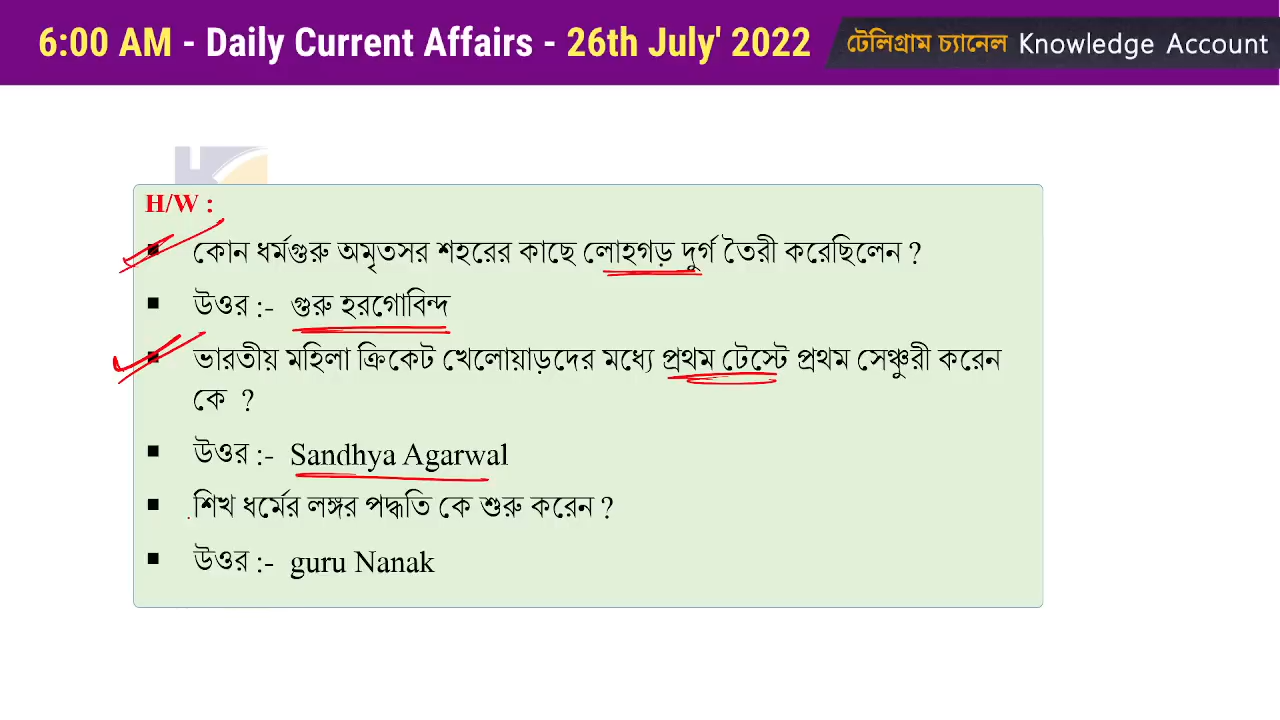 6:00 AM - Daily Current Affairs - 26th July' 2022
টেলিগ্রাম চ্যানেল Knowledge Account
H/W :
▪ কোন ধর্মগুরু অমৃতসর শহরের কাছে লোহগড় দুর্গ তৈরী করেছিলেন ?
▪ উওর :- গুরু হরগোবিন্দ
▪ ভারতীয় মহিলা ক্রিকেট খেলোয়াড়দের মধ্যে প্রথম টেস্টে প্রথম সেঞ্চুরী করেন
কে ?
▪ উওর :- Sandhya Agarwal
▪ শিখ ধর্মের লঙ্গর পদ্ধতি কে শুরু করেন ?
▪ উওর :- guru Nanak